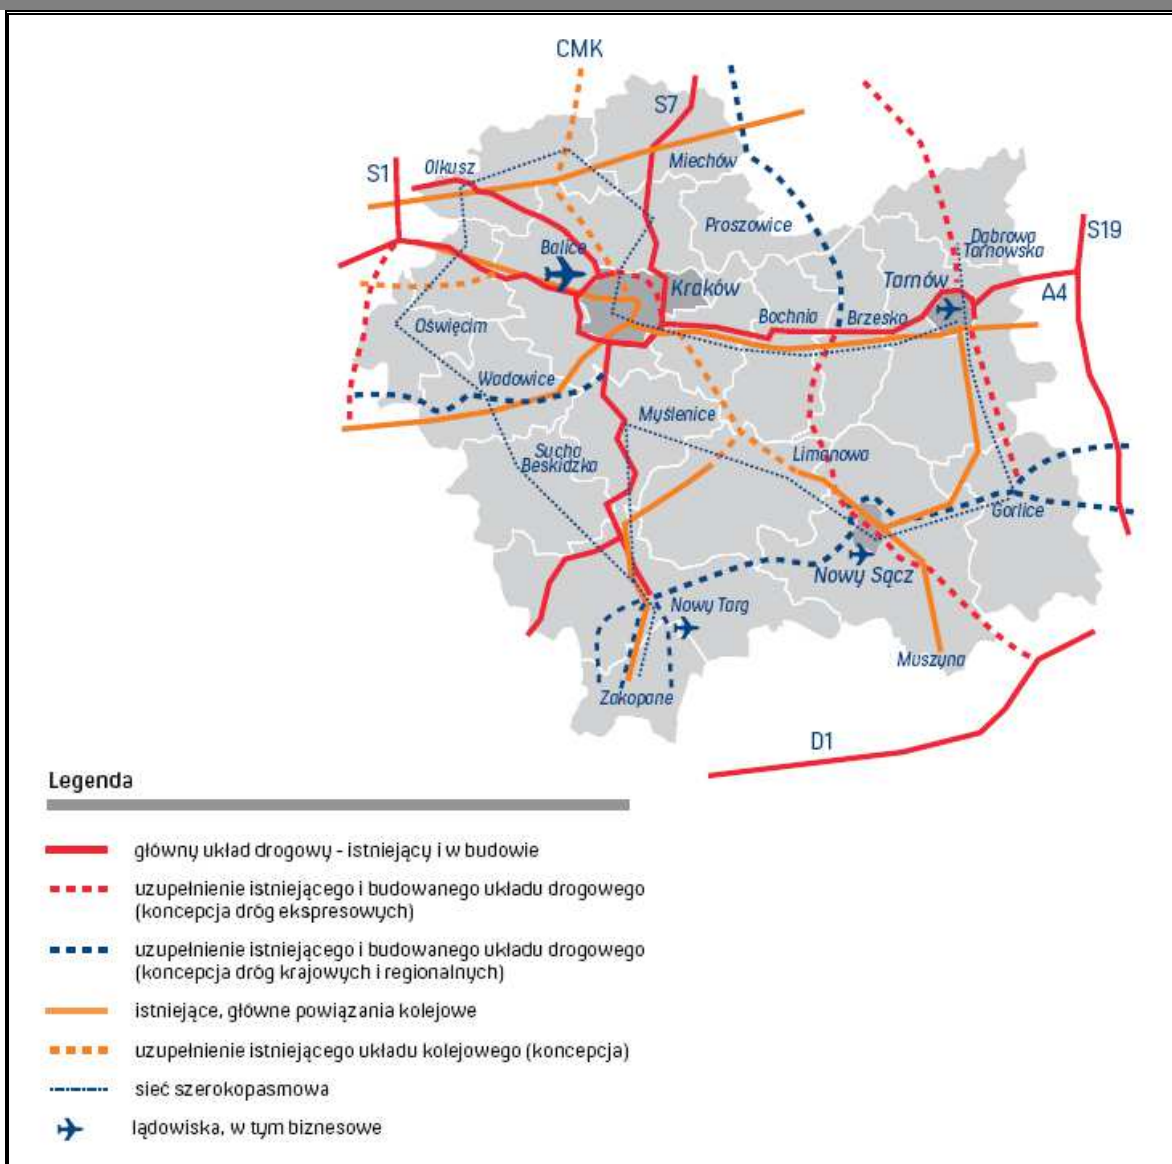 CMK
S7
S1
Olkusz
Miechów
Proszowice
S19
Dąbrowa
Tarnowska
Balice
Tarnów
Kraków
A4
Bochnia
Brzesko
Oświęcim
Wadowice
Myślenice
Sucha
Beskidzka
Limanowa
Gorlice
Nowy Sącz
Nowy Targ
Muszyna
Zakopane
D1
Legenda
główny układ drogowy - istniejący i w budowie
uzupełnienie istniejącego i budowanego układu drogowego
(koncepcja dróg ekspresowych)
uzupełnienie istniejącego i budowanego układu drogowego
(koncepcja dróg krajowych i regionalnych)
istniejące, główne powiązania kolejowe
uzupełnienie istniejącego układu kolejowego (koncepcja)
sieć szerokopasmowa
lądowiska, w tym biznesowe